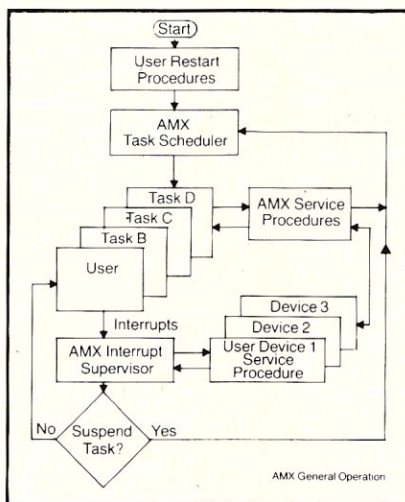 Start
User Restart
Procedures
AMX
Task Scheduler
Task D
Task C
Task B
User
AMX Service
Procedures
Interrupts
AMX Interrupt
Supervisor
Device 3
Device 2
User Device 1
Service
Procedure
No
Suspend
Task?
Yes
AMX General Operation